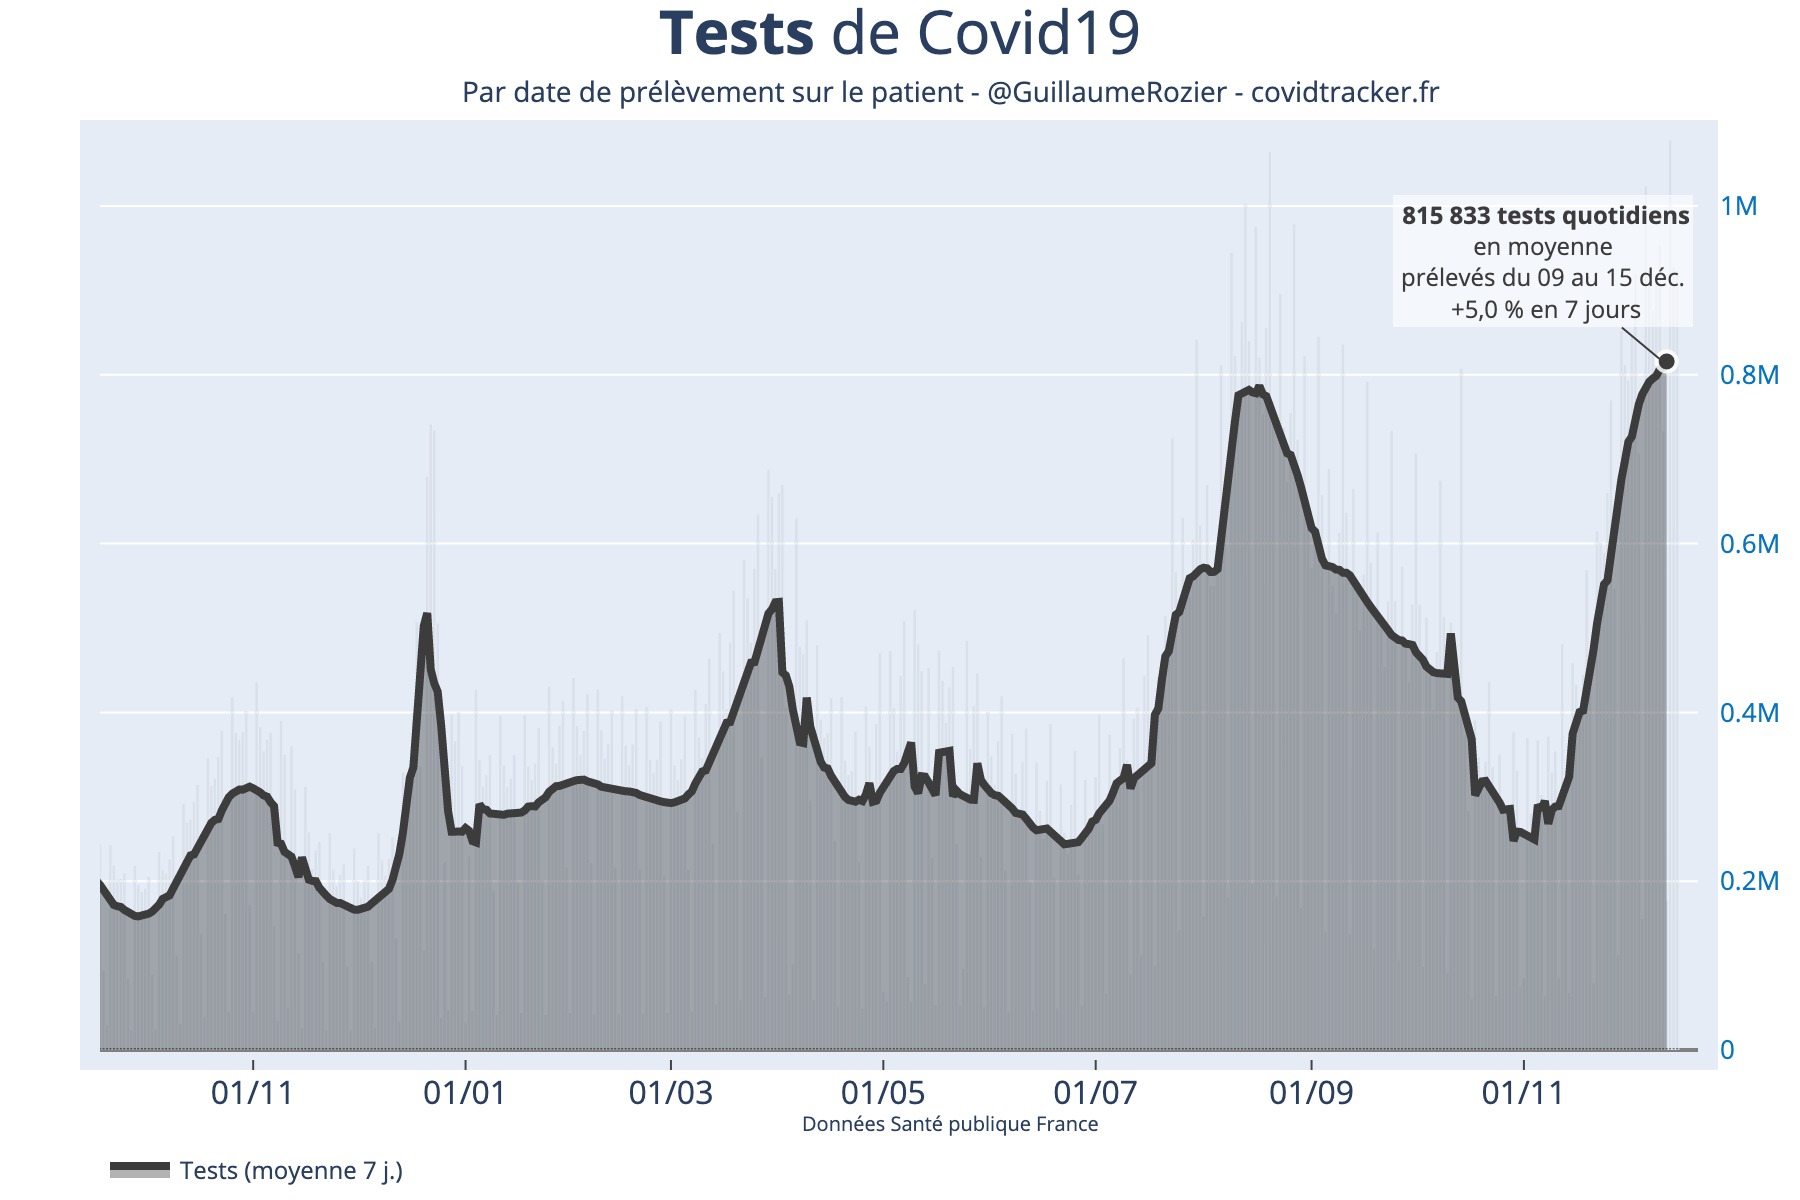 Tests de Covid19
Par date de prélèvement sur le patient - @GuillaumeRozier - covidtracker.fr
1M
815 833 tests quotidiens
en moyenne
prélevés du 09 au 15 déc.
+5,0 % en 7 jours
0.8M
0.6M
0.4M
0.2M
0
01/11
01/01
01/03
01/05
01/07
01/09
01/11
Données Santé publique France
Tests (moyenne 7 j.)